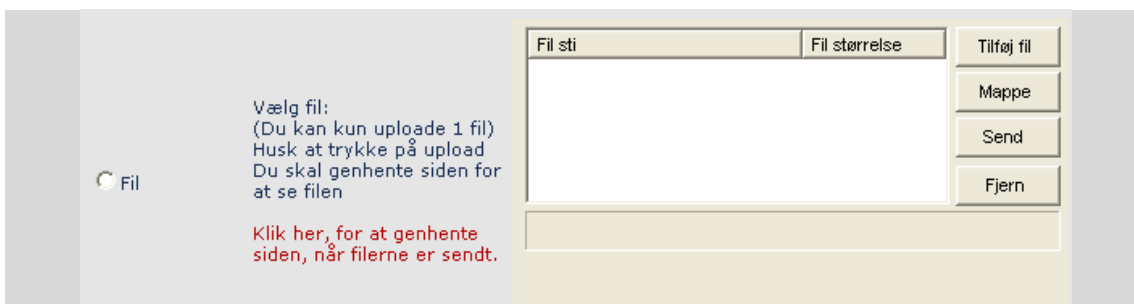 Fil
Vælg fil:
(Du kan kun uploade 1 fil)
Husk at trykke på upload
Du skal genhente siden for
at se filen
Klik her, for at genhente
siden, når filerne er sendt.
Fil sti
Fil størrelse
Tilføj fil
Mappe
Send
Fjern